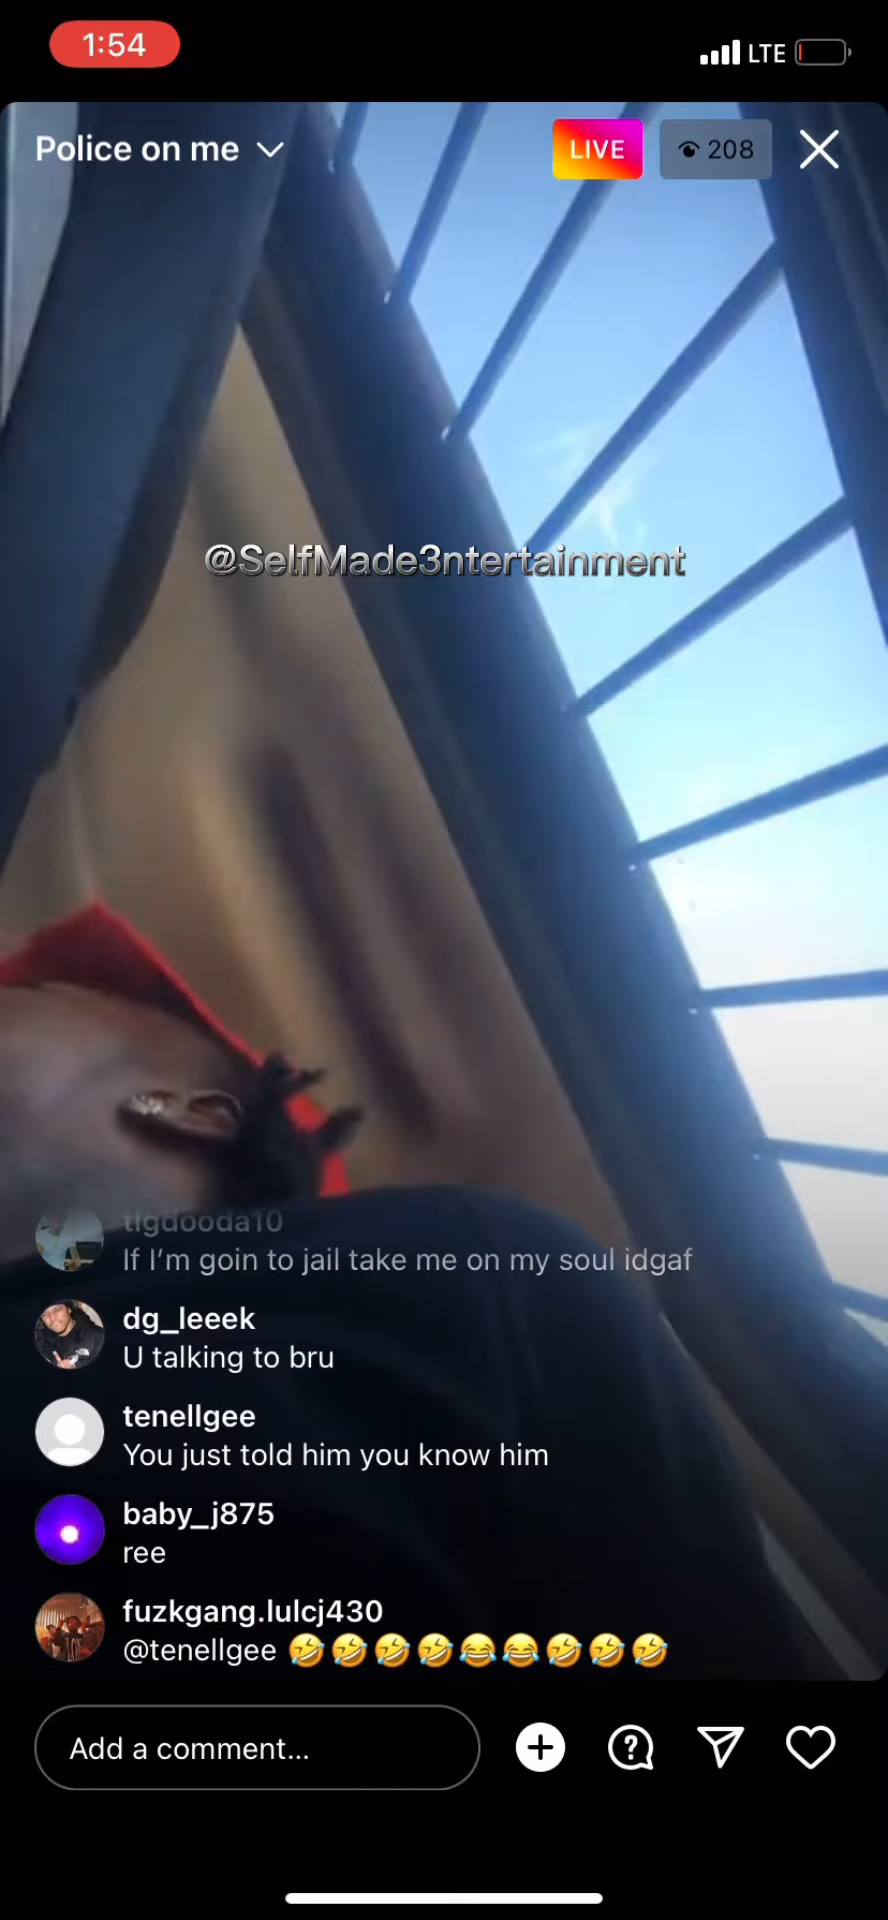 1:54
LTE
Police on me
LIVE
208
@SelfMade3ntertainment
tlgdooda10
If I’m goin to jail take me on my soul idgaf
dg_leeek
U talking to bru
tenellgee
You just told him you know him
baby_j875
ree
fuzkgang.lulcj430
@tenellgee 🤣🤣🤣🤣😂😂🤣🤣🤣
Add a comment...